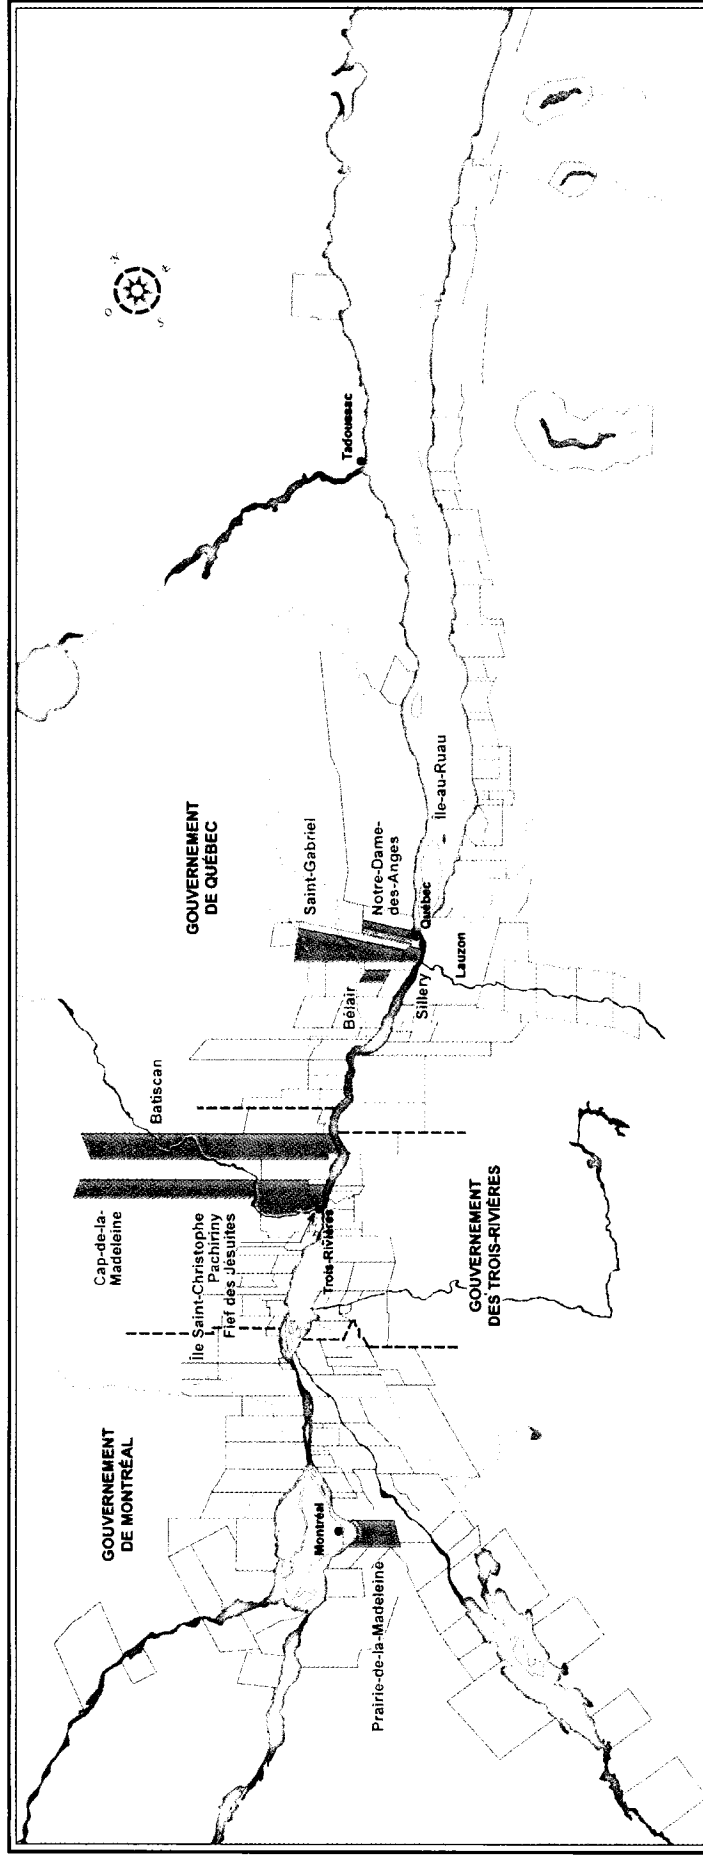 GOUVERNEMENT
DE MONTRÉAL
Montréal
Prairie-de-la-Madeleine
Cap-de-la-
Madeleine
Île Saint-Christophe
Pachiriny
Fief des Jésuites
Trois-Rivières
GOUVERNEMENT
DES TROIS-RIVIÈRES
Batiscan
GOUVERNEMENT
DE QUÉBEC
Bélair
Sillery
Saint-Gabriel
Notre-Dame-
des-Anges
Québec
Lauzon
Île-au-Ruau
Tadoussac
N
E
S
O